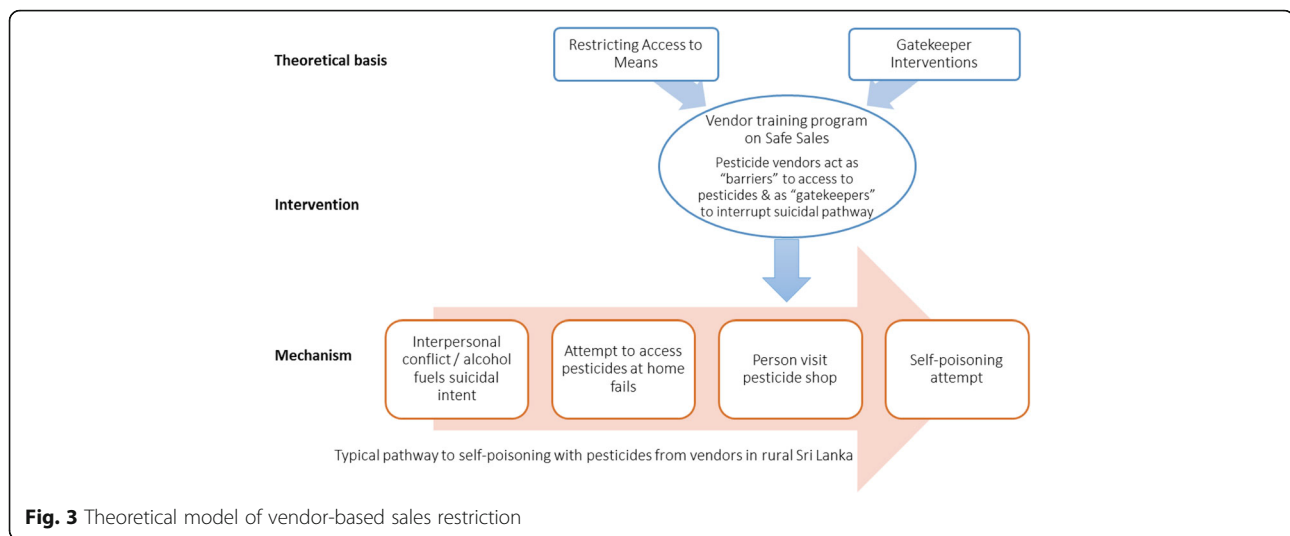 Theoretical basis
Restricting Access to
Means
Gatekeeper
Interventions
Intervention
Vendor training program
on Safe Sales
Pesticide vendors act as
“barriers” to access to
pesticides & as “gatekeepers”
to interrupt suicidal pathway
Mechanism
Interpersonal
conflict / alcohol
fuels suicidal
intent
Attempt to access
pesticides at home
fails
Person visit
pesticide shop
Self-poisoning
attempt
Typical pathway to self-poisoning with pesticides from vendors in rural Sri Lanka
Fig. 3 Theoretical model of vendor-based sales restriction